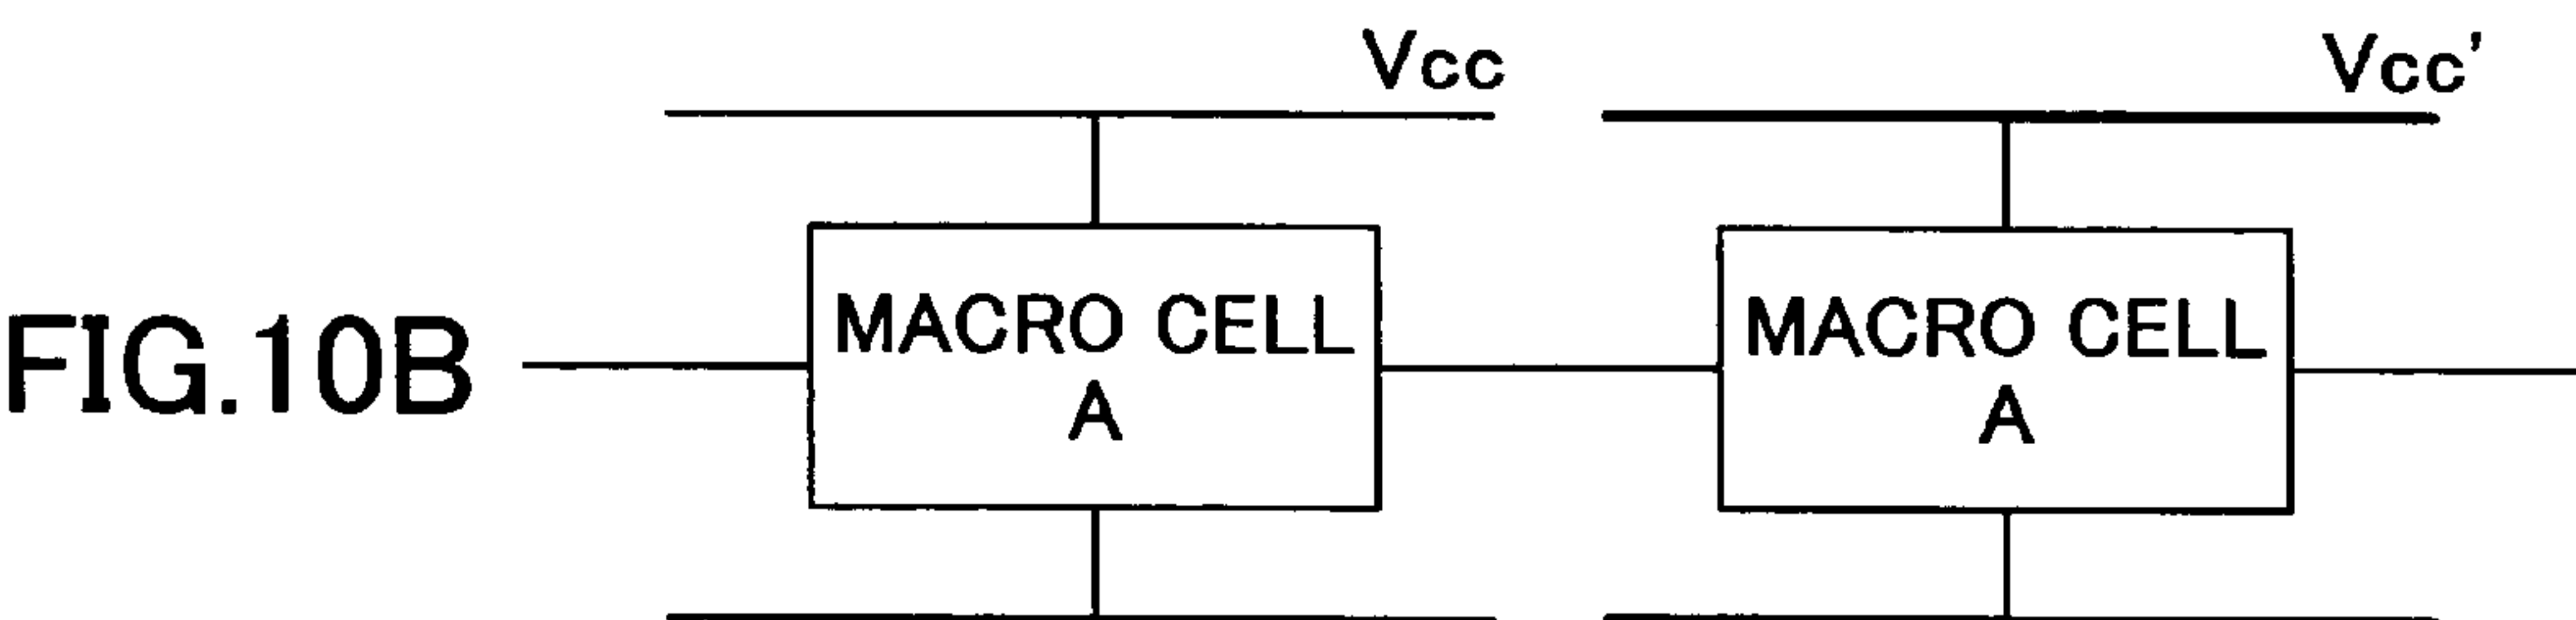 Vcc
Vcc'
FIG.10B
MACRO CELL
A
MACRO CELL
A